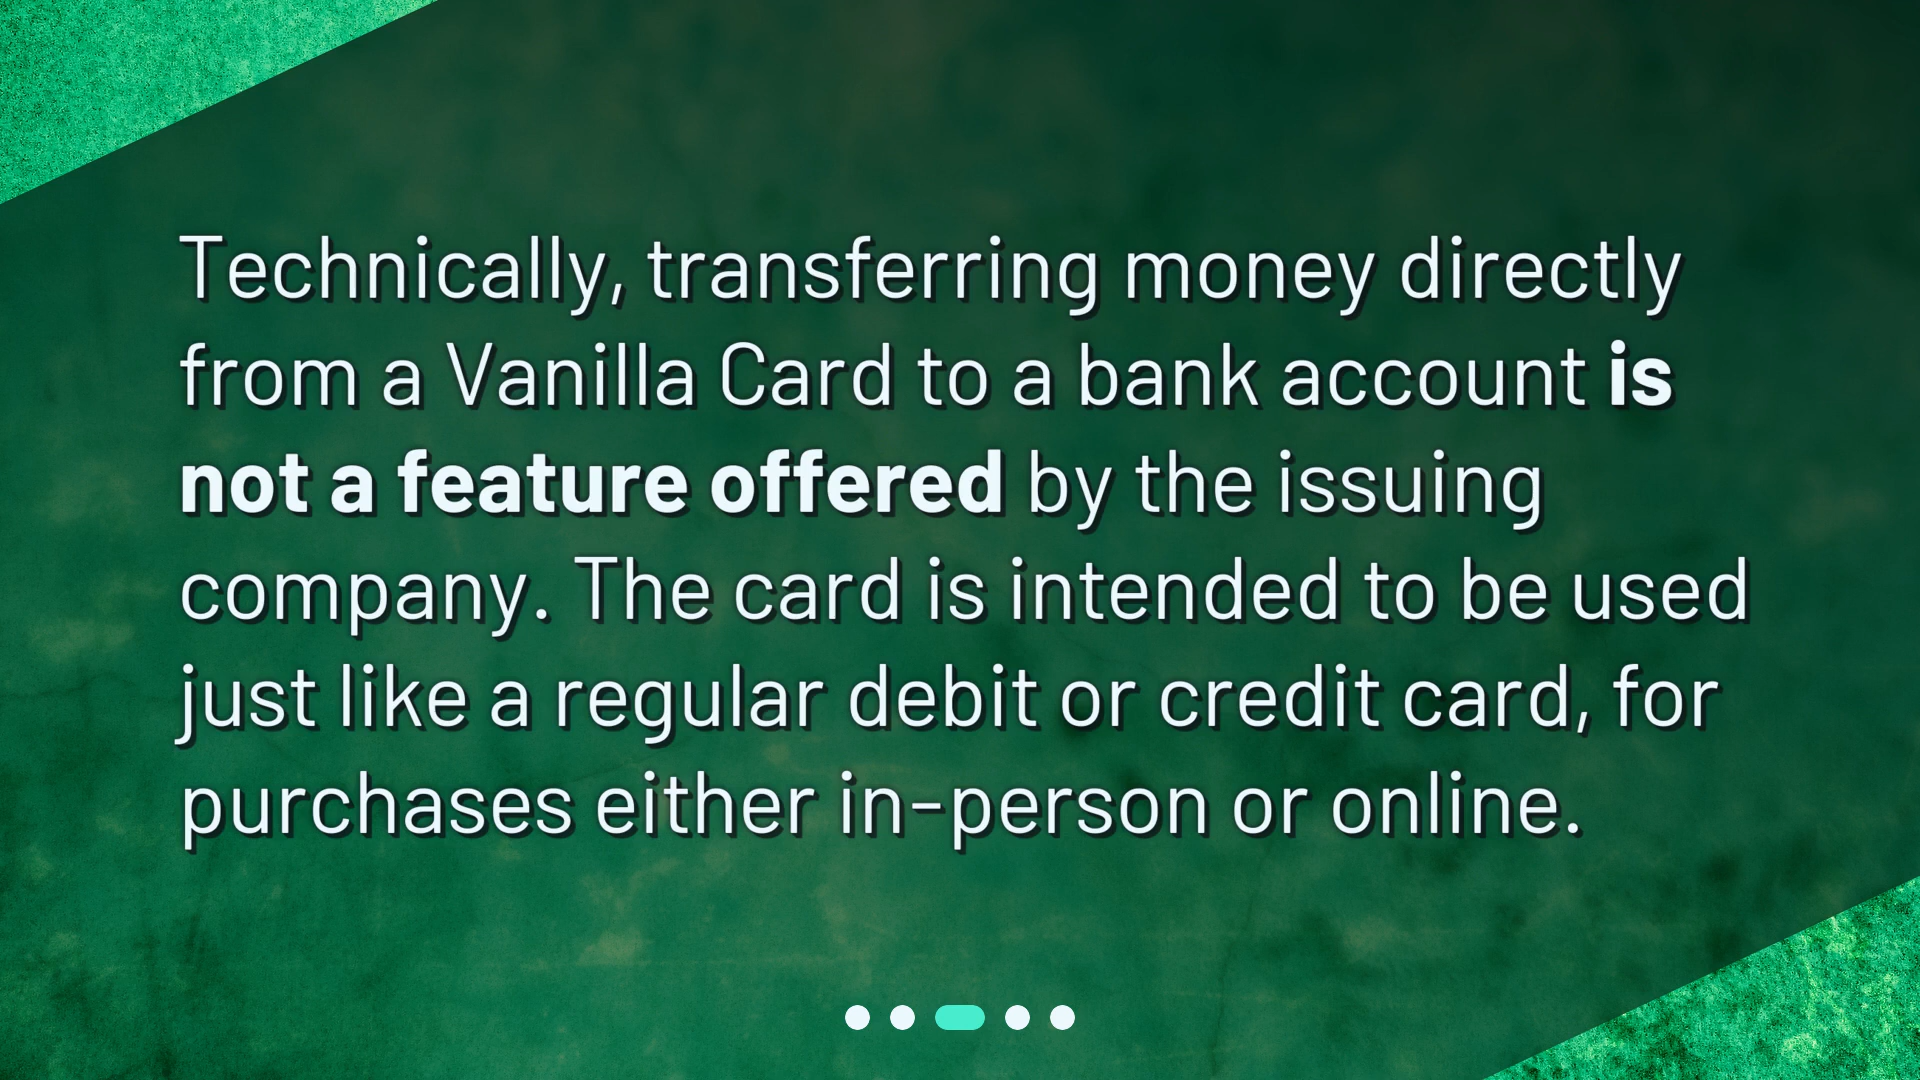 Technically, transferring money directly
from a Vanilla Card to a bank account is
not a feature offered by the issuing
company. The card is intended to be used
just like a regular debit or credit card, for
purchases either in-person or online.